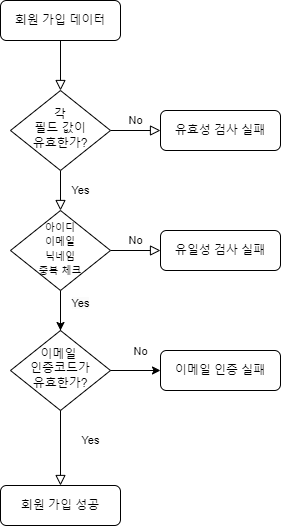 회원 가입 데이터
각
필드 값이
유효한가?
No
유효성 검사 실패
Yes
아이디
이메일
닉네임
중복 체크
No
유일성 검사 실패
Yes
이메일
인증코드가
유효한가?
No
이메일 인증 실패
Yes
회원 가입 성공